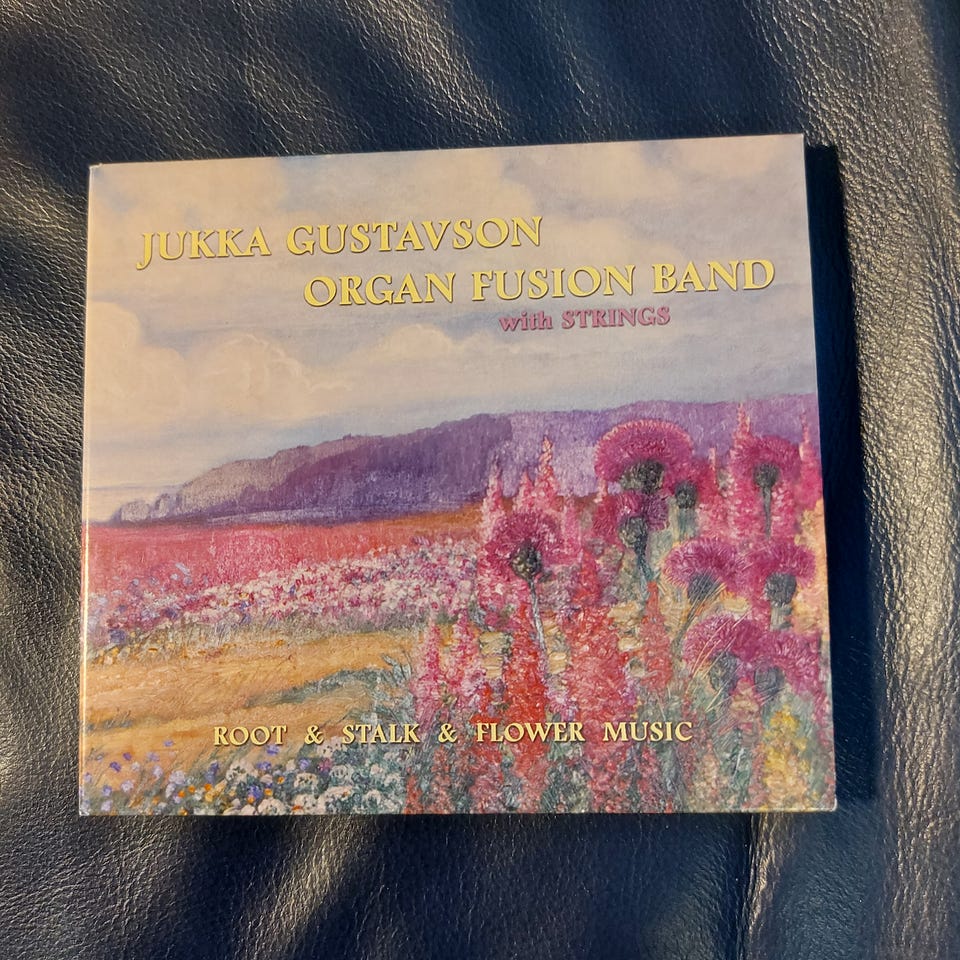 JUKKA GUSTAVSON
ORGAN FUSION BAND
with STRINGS
ROOT & STALK & FLOWER MUSIC